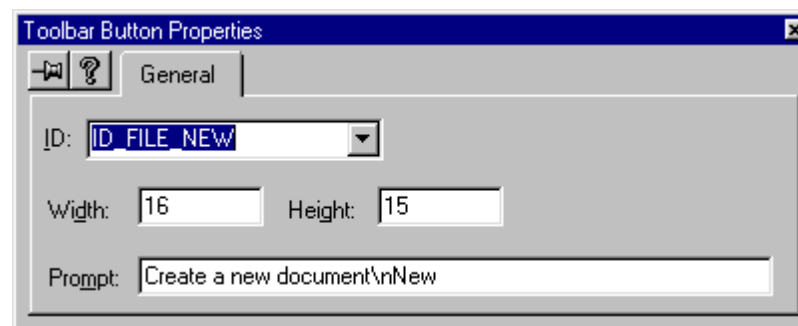 Toolbar Button Properties
General
ID: ID_FILE_NEW
Width: 16 Height: 15
Prompt: Create a new document\nNew